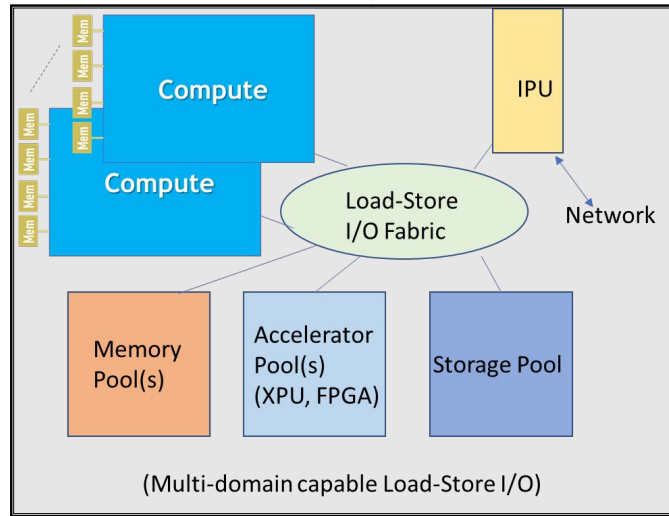 Mem
Mem
Mem
Mem
Compute
Mem
Mem
Mem
Mem
Compute
IPU
Network
Load-Store
I/O Fabric
Memory
Pool(s)
Accelerator
Pool(s)
(XPU, FPGA)
Storage Pool
(Multi-domain capable Load-Store I/O)